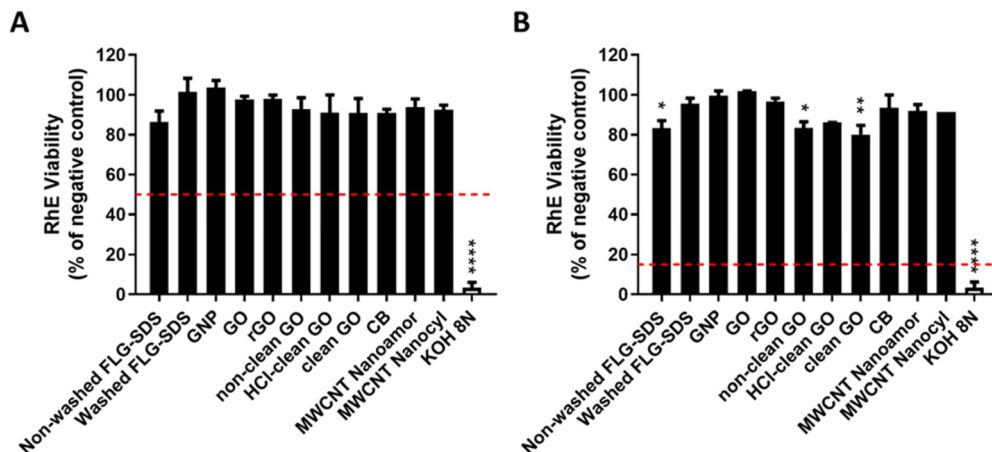 A
RhE Viability
(% of negative control)
120
100
80
60
40
20
0
****
Non-washed FLG-SDS
Washed FLG-SDS
GNP
GO
rGO
non-clean GO
HCl-clean GO
clean GO
CB
MWCNT Nanoamor
MWCNT Nanocyl
KOH 8N
B
RhE Viability
(% of negative control)
120
100
80
60
40
20
0
*
*
**
****
Non-washed FLG-SDS
Washed FLG-SDS
GNP
GO
rGO
non-clean GO
HCl-clean GO
clean GO
CB
MWCNT Nanoamor
MWCNT Nanocyl
KOH 8N